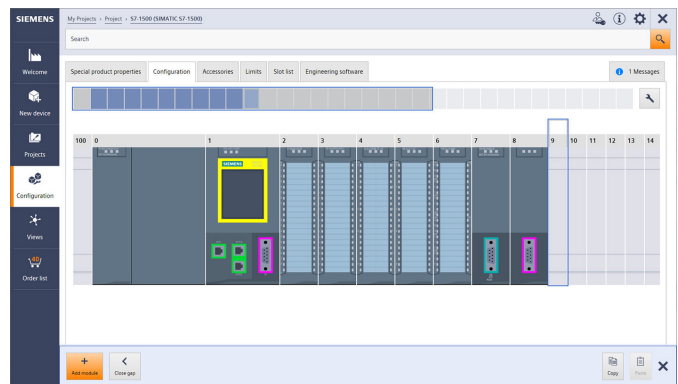 SIEMENS
My Projects › Project › S7-1500 (SIMATIC S7-1500)
Search
Welcome
New device
Projects
Configuration
Views
40
Order list
Special product properties Configuration Accessories Limits Slot list Engineering software
1 Messages
100 0 1 2 3 4 5 6 7 8 9 10 11 12 13 14
SIEMENS
Add module
Close gap
Copy
Paste